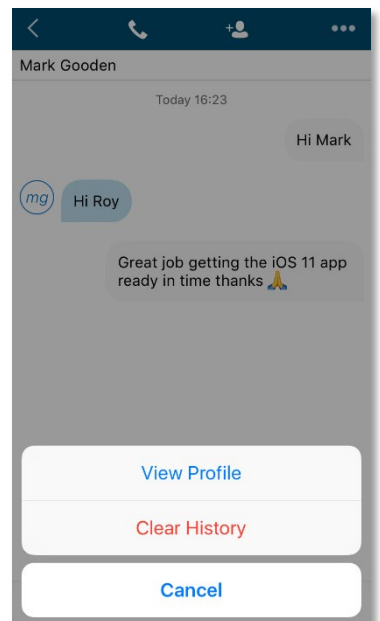 Mark Gooden
Today 16:23
Hi Mark
mg
Hi Roy
Great job getting the iOS 11 app
ready in time thanks 🙏
View Profile
Clear History
Cancel